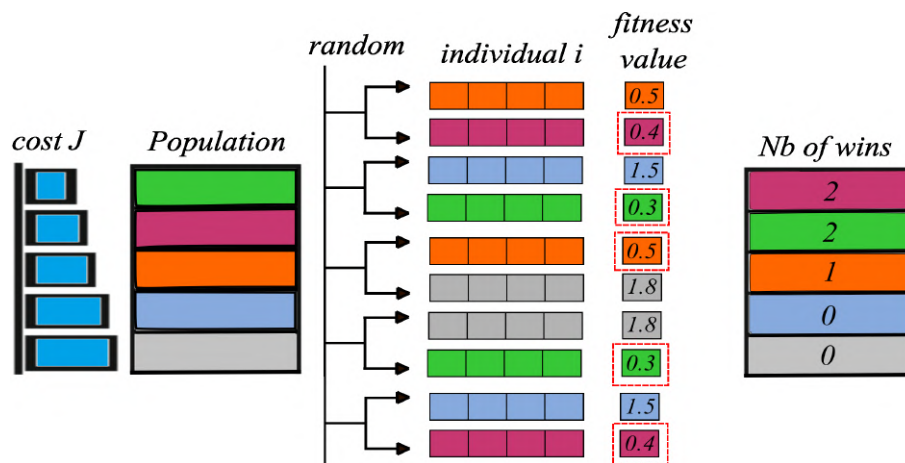 random
individual i
fitness
value
cost J
Population
Nb of wins
0.5
0.4
1.5
0.3
0.5
1.8
1.8
0.3
1.5
0.4
2
2
1
0
0